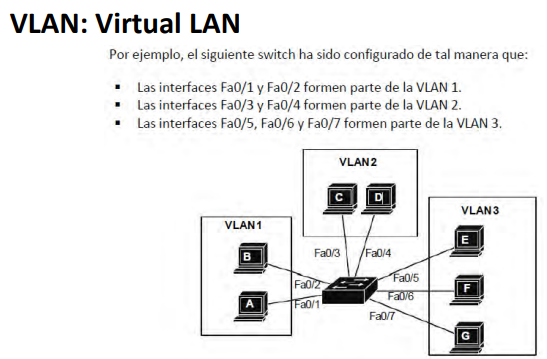 VLAN: Virtual LAN
Por ejemplo, el siguiente switch ha sido configurado de tal manera que:
▪ Las interfaces Fa0/1 y Fa0/2 formen parte de la VLAN 1.
▪ Las interfaces Fa0/3 y Fa0/4 formen parte de la VLAN 2.
▪ Las interfaces Fa0/5, Fa0/6 y Fa0/7 formen parte de la VLAN 3.
VLAN2
C
D
VLAN1
VLAN3
B
A
E
F
G
Fa0/3
Fa0/4
Fa0/2
Fa0/1
Fa0/5
Fa0/6
Fa0/7